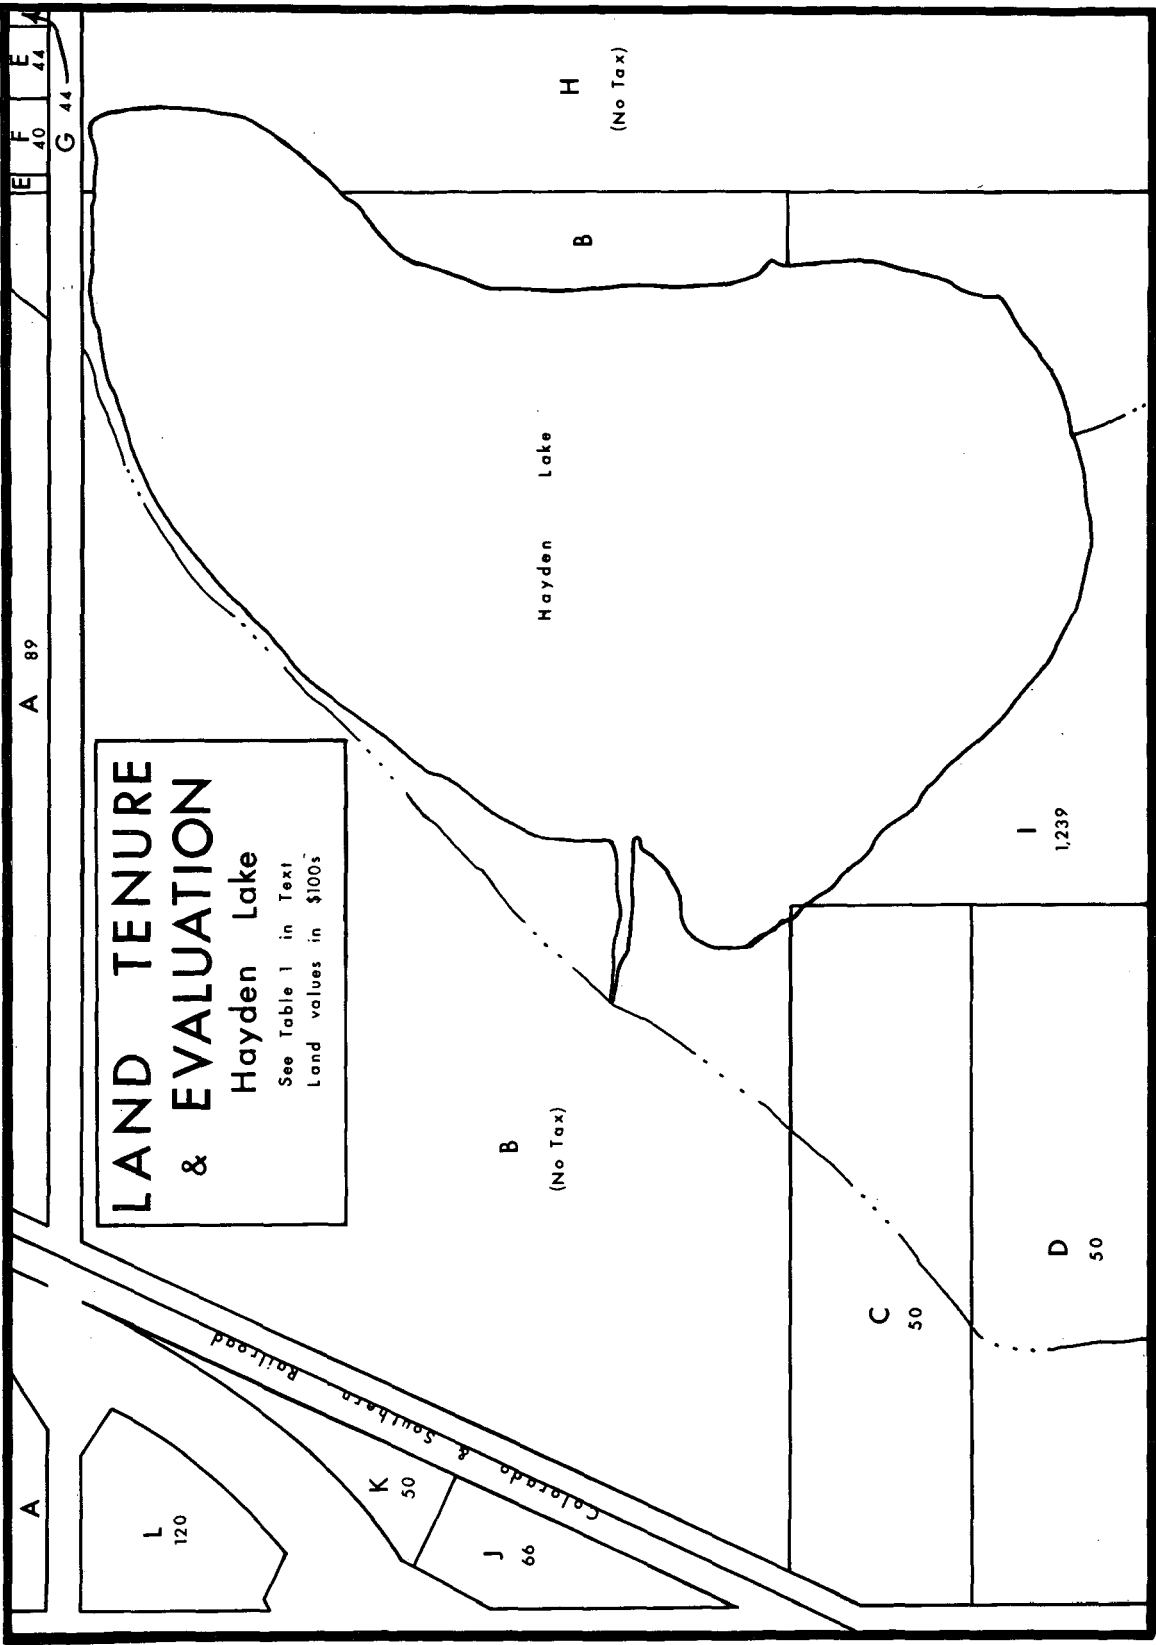 LAND TENURE
& EVALUATION
Hayden Lake
See Table 1 in Text
Land values in $100s
A
A 89
E
F
40
E
44
G 44
L
120
K
50
J
66
Colorado & Southern Railroad
B
(No Tax)
Hayden Lake
B
H
(No Tax)
C
50
D
50
I
1,239